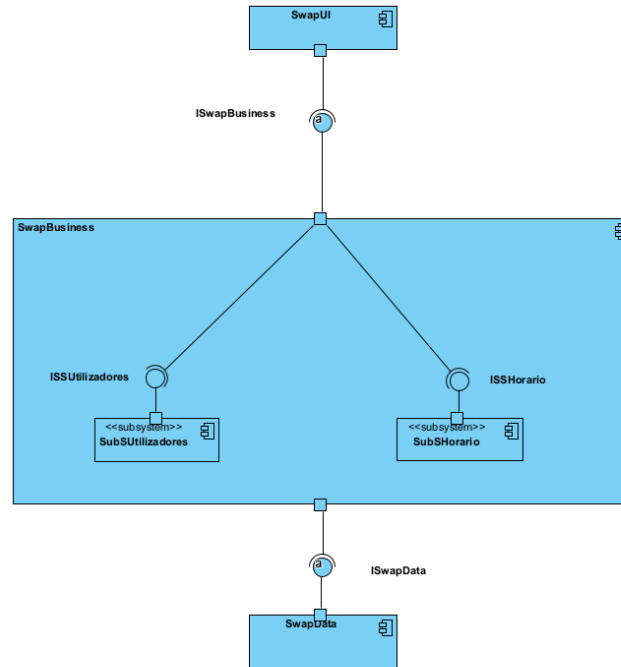 SwapUI
ISwapBusiness
a
SwapBusiness
ISSUtilizadores
ISSHorario
<<subsystem>>
SubSUtilizadores
<<subsystem>>
SubSHorario
a
ISwapData
SwapData